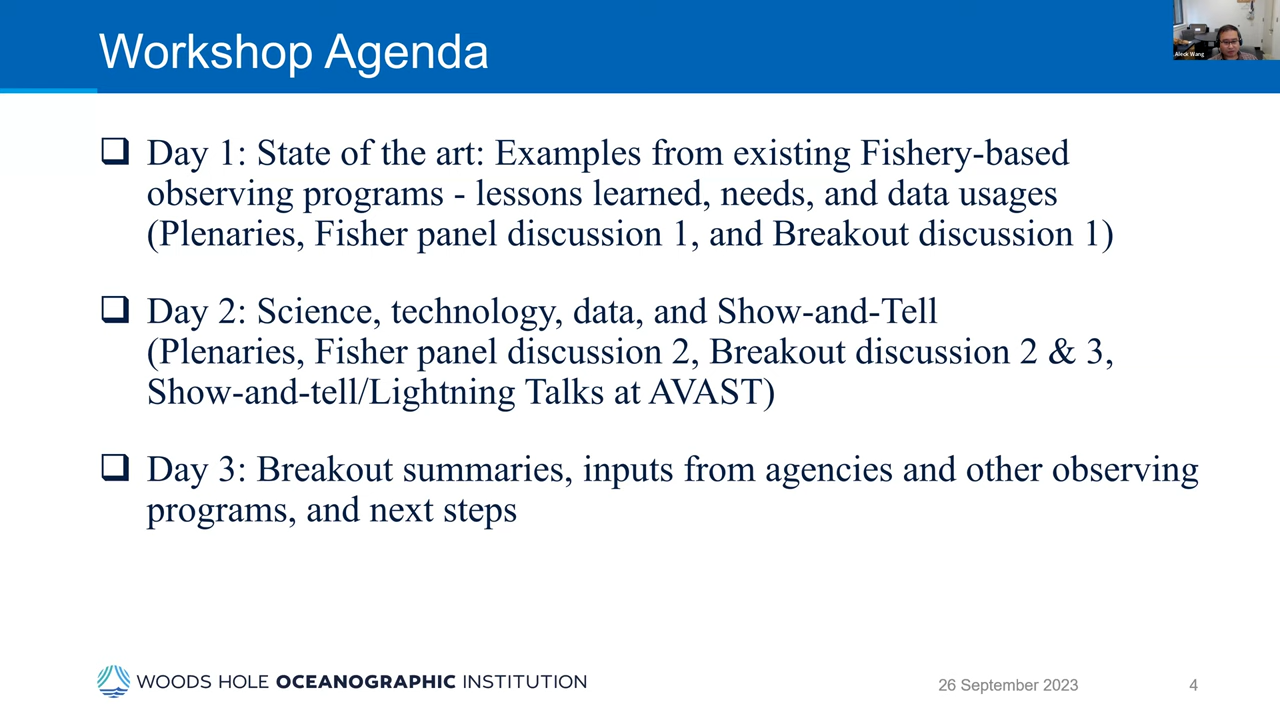 Workshop Agenda
Aleck Wang
Day 1: State of the art: Examples from existing Fishery-based
observing programs - lessons learned, needs, and data usages
(Plenaries, Fisher panel discussion 1, and Breakout discussion 1)
Day 2: Science, technology, data, and Show-and-Tell
(Plenaries, Fisher panel discussion 2, Breakout discussion 2 & 3,
Show-and-tell/Lightning Talks at AVAST)
Day 3: Breakout summaries, inputs from agencies and other observing
programs, and next steps
WOODS HOLE OCEANOGRAPHIC INSTITUTION
26 September 2023
4